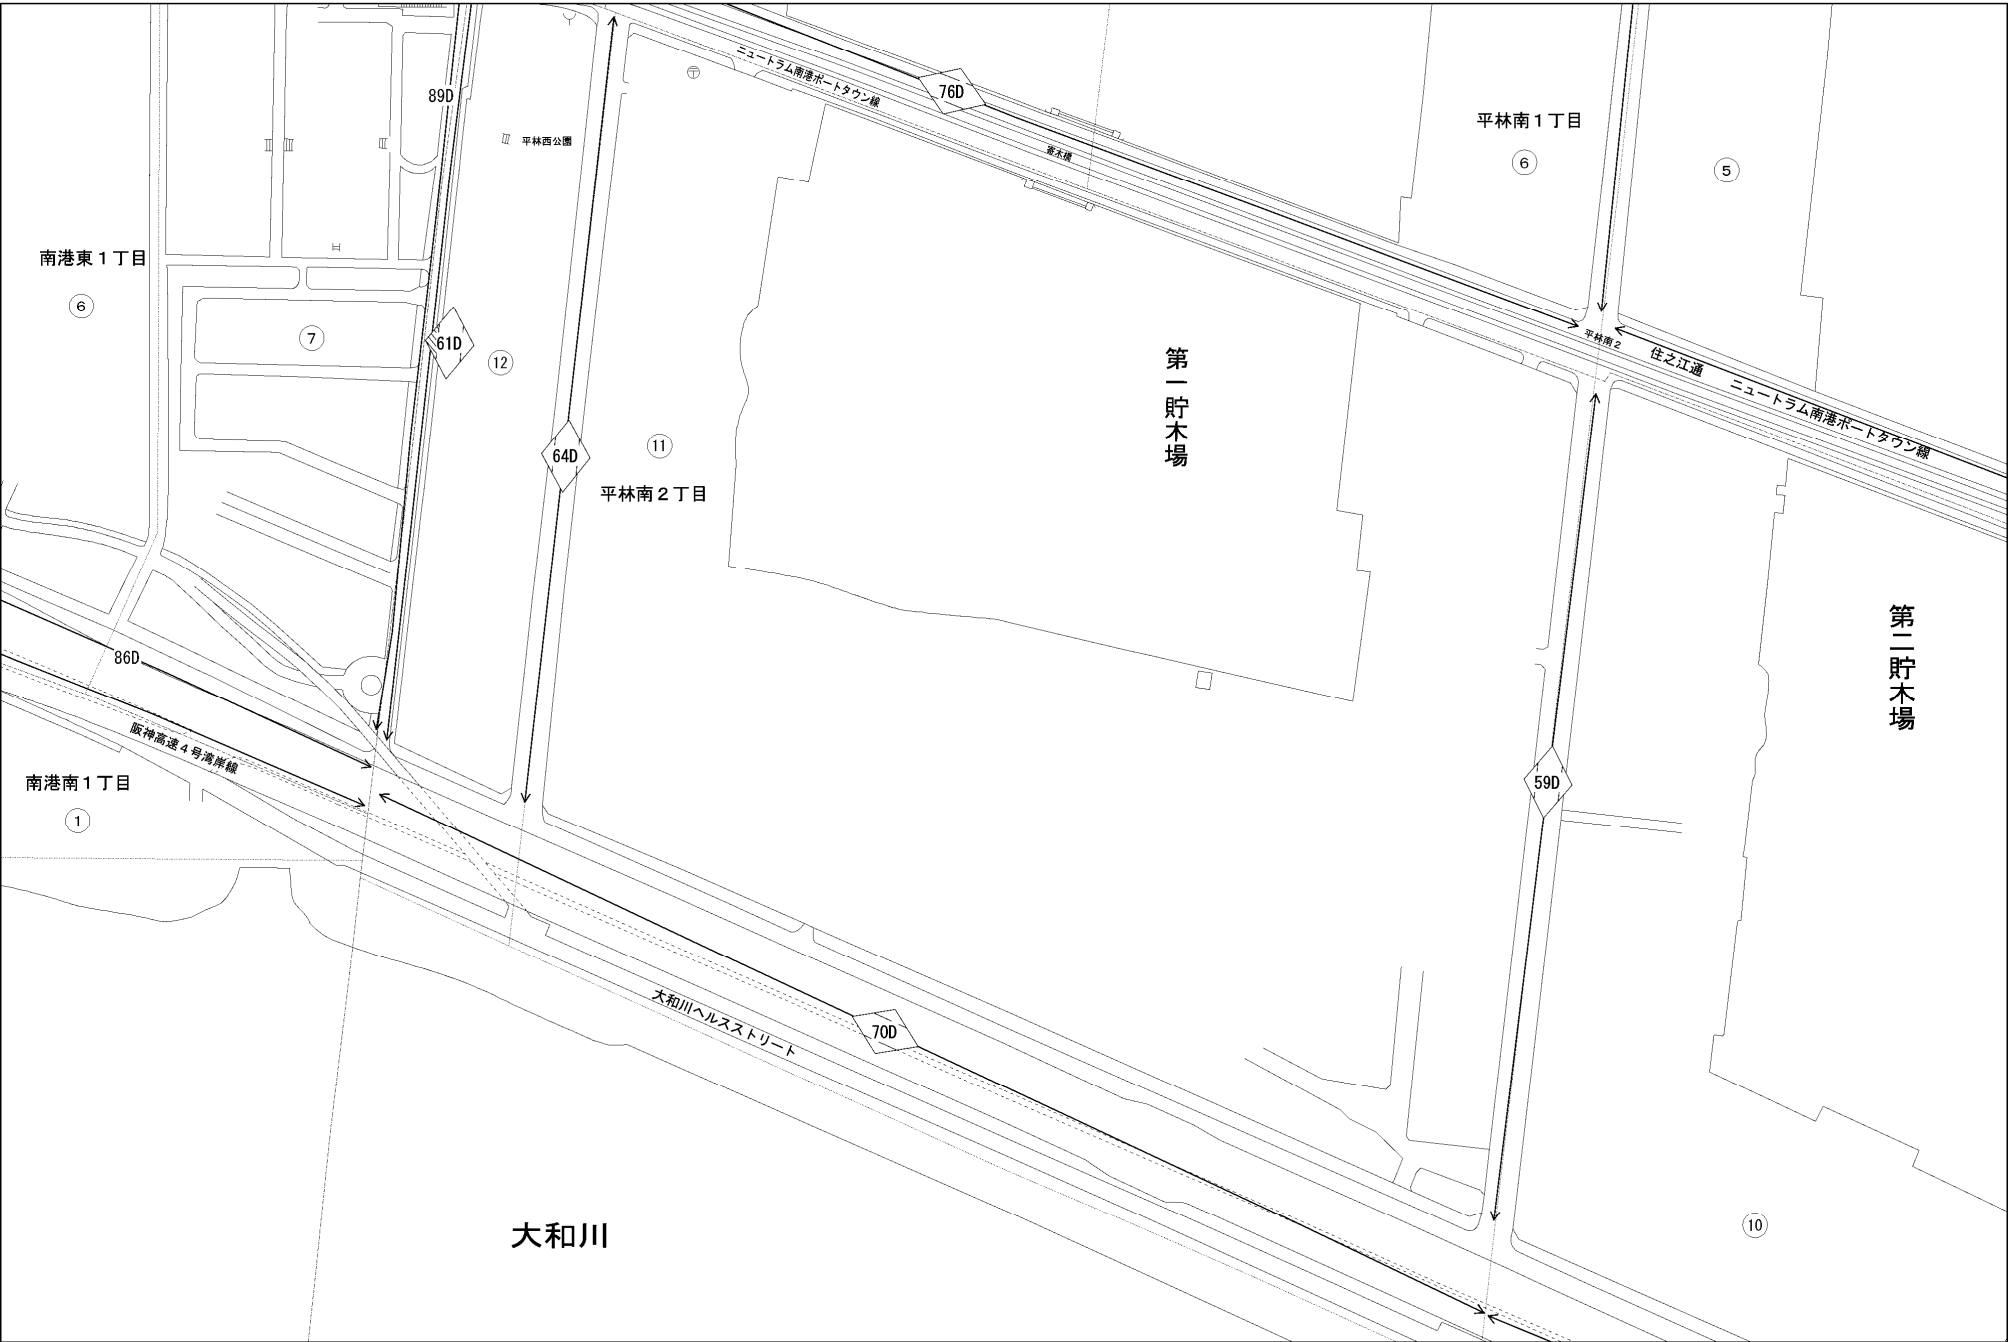 ニュートラム南港ポートタウン線
76D
89D
平林南1丁目
⑥
⑤
平林西公園
寄木橋
南港東1丁目
⑥
⑦
61D
⑫
平林南2
住之江通
ニュートラム南港ポートタウン線
第一貯木場
64D
⑪
平林南2丁目
第二貯木場
86D
阪神高速4号湾岸線
南港南1丁目
①
59D
大和川ヘルスストリート
70D
大和川
⑩